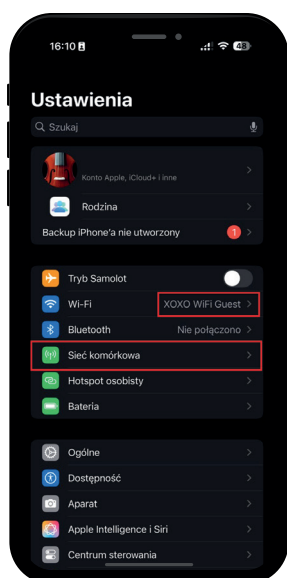 16:10
48
Ustawienia
Szukaj
Konto Apple, iCloud+ i inne
Rodzina
Backup iPhone'a nie utworzony 1
Tryb Samolot
Wi-Fi XOXO WiFi Guest
Bluetooth Nie połączono
Sieć komórkowa
Hotspot osobisty
Bateria
Ogólne
Dostępność
Aparat
Apple Intelligence i Siri
Centrum sterowania